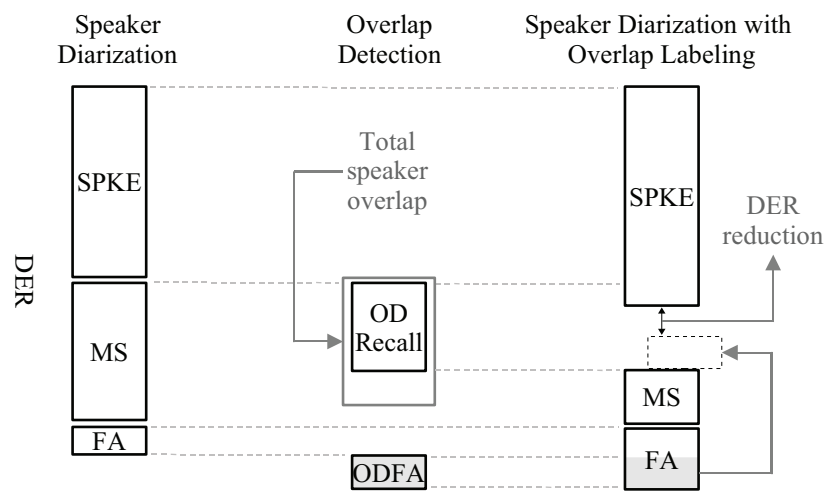 Speaker
Diarization
Overlap
Detection
Speaker Diarization with
Overlap Labeling
DER
SPKE
MS
FA
Total
speaker
overlap
OD
Recall
ODFA
SPKE
DER
reduction
MS
FA